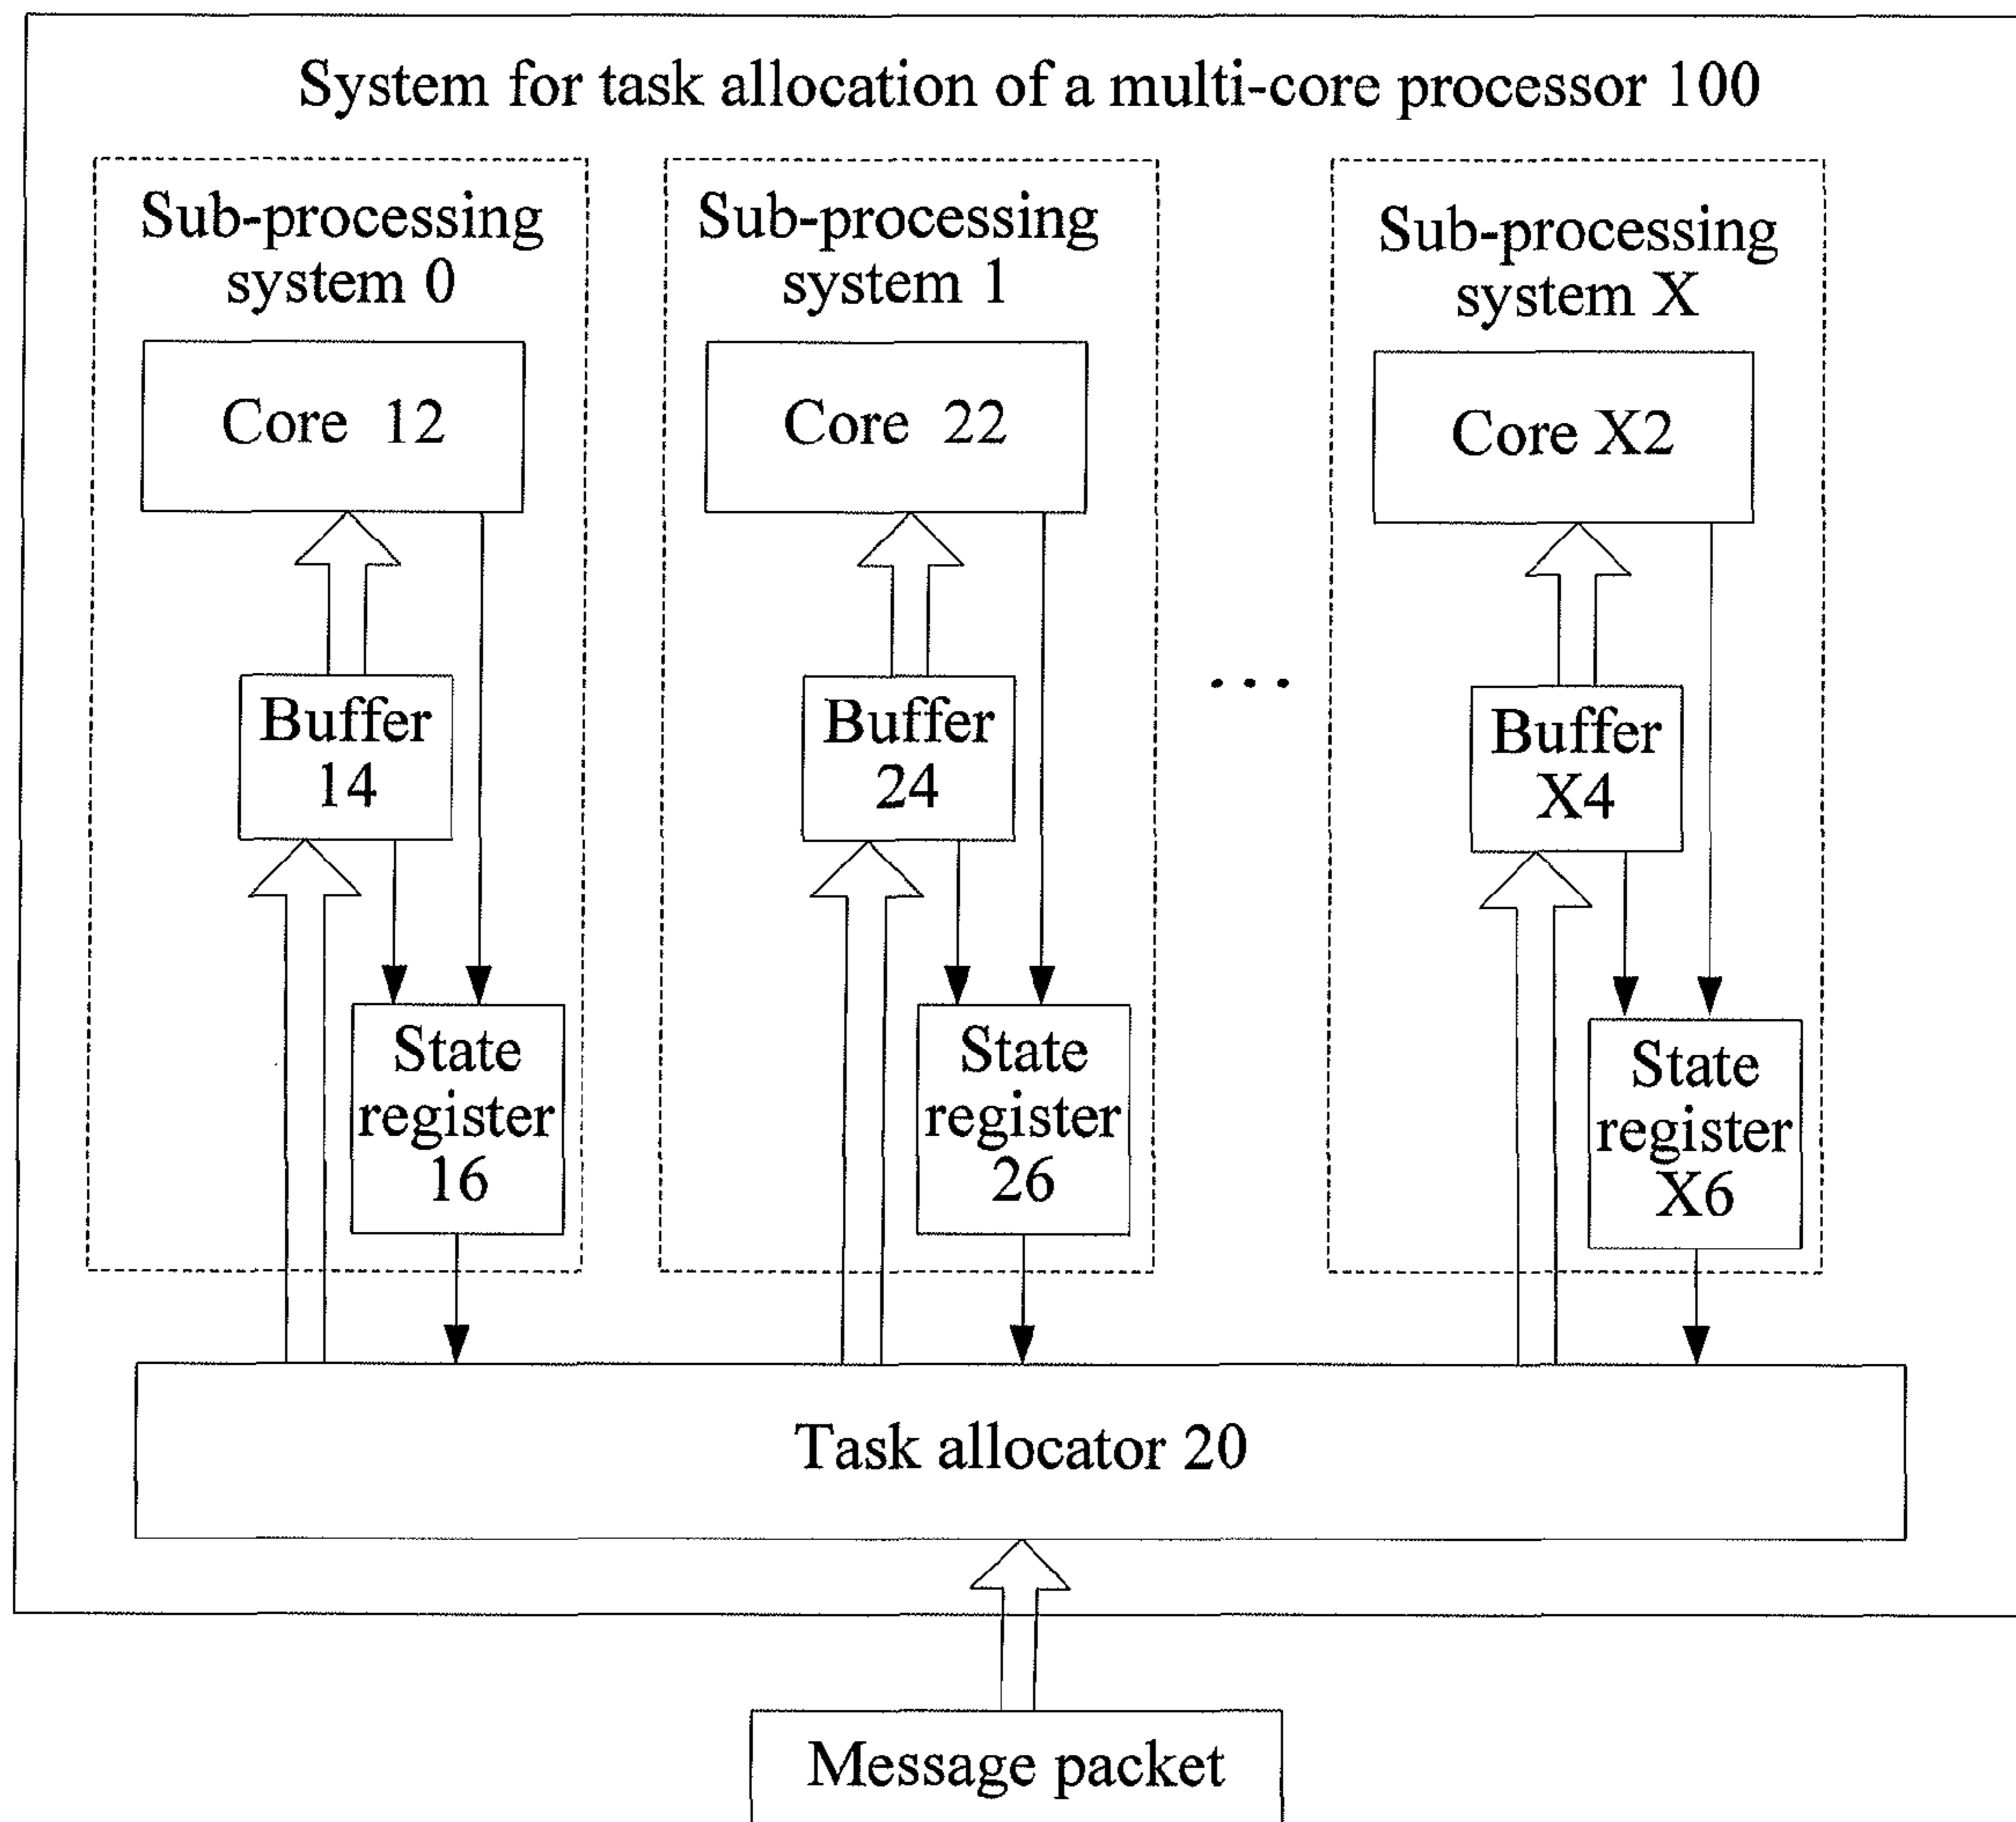 System for task allocation of a multi-core processor 100
Sub-processing
system 0
Core 12
Buffer
14
State
register
16
Sub-processing
system 1
Core 22
Buffer
24
State
register
26
...
Sub-processing
system X
Core X2
Buffer
X4
State
register
X6
Task allocator 20
Message packet